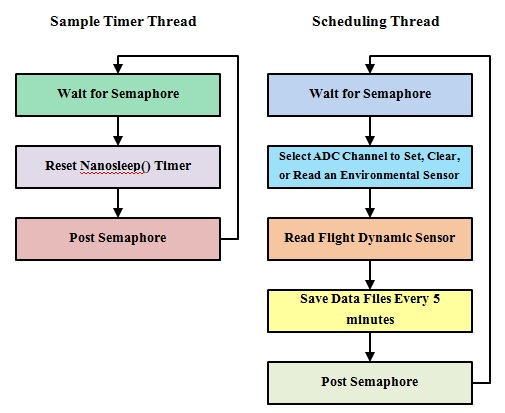 Sample Timer Thread
Wait for Semaphore
Reset Nanosleep() Timer
Post Semaphore
Scheduling Thread
Wait for Semaphore
Select ADC Channel to Set, Clear,
or Read an Environmental Sensor
Read Flight Dynamic Sensor
Save Data Files Every 5
minutes
Post Semaphore